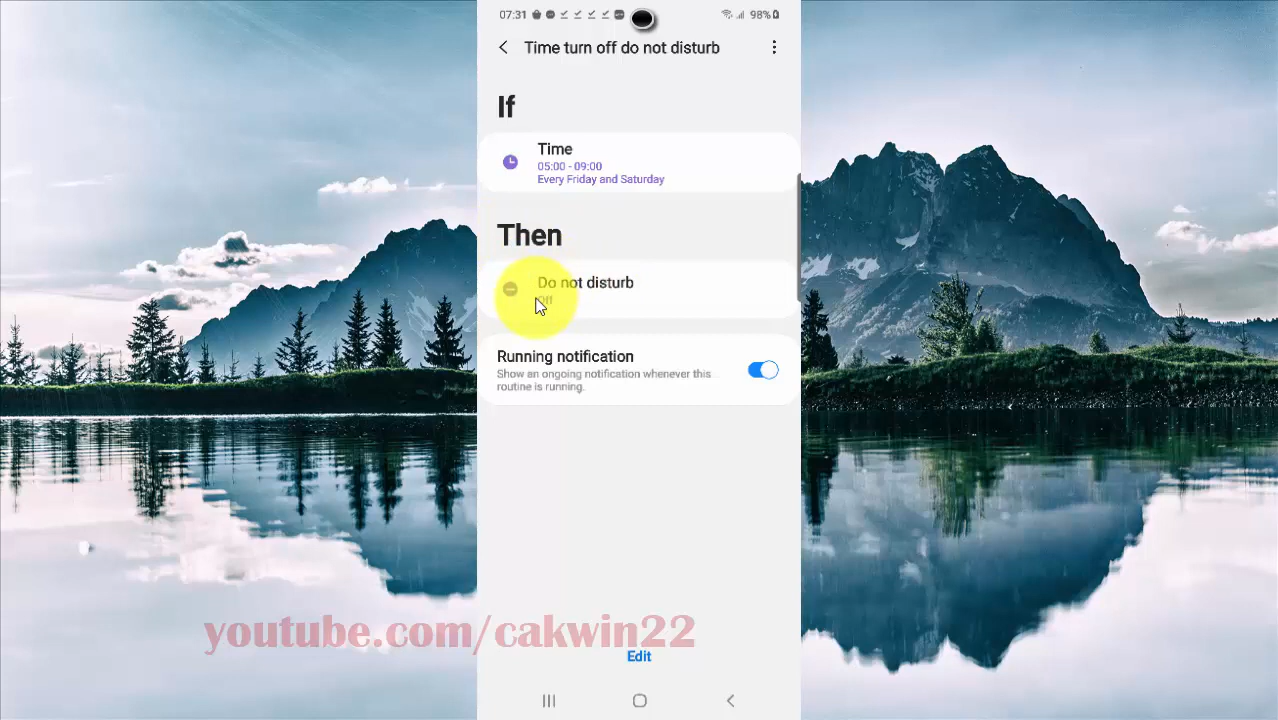 07:31
98%
Time turn off do not disturb
If
Time
05:00 - 09:00
Every Friday and Saturday
Then
Do not disturb
Off
Running notification
Show an ongoing notification whenever this
routine is running.
youtube.com/cakwin22
Edit